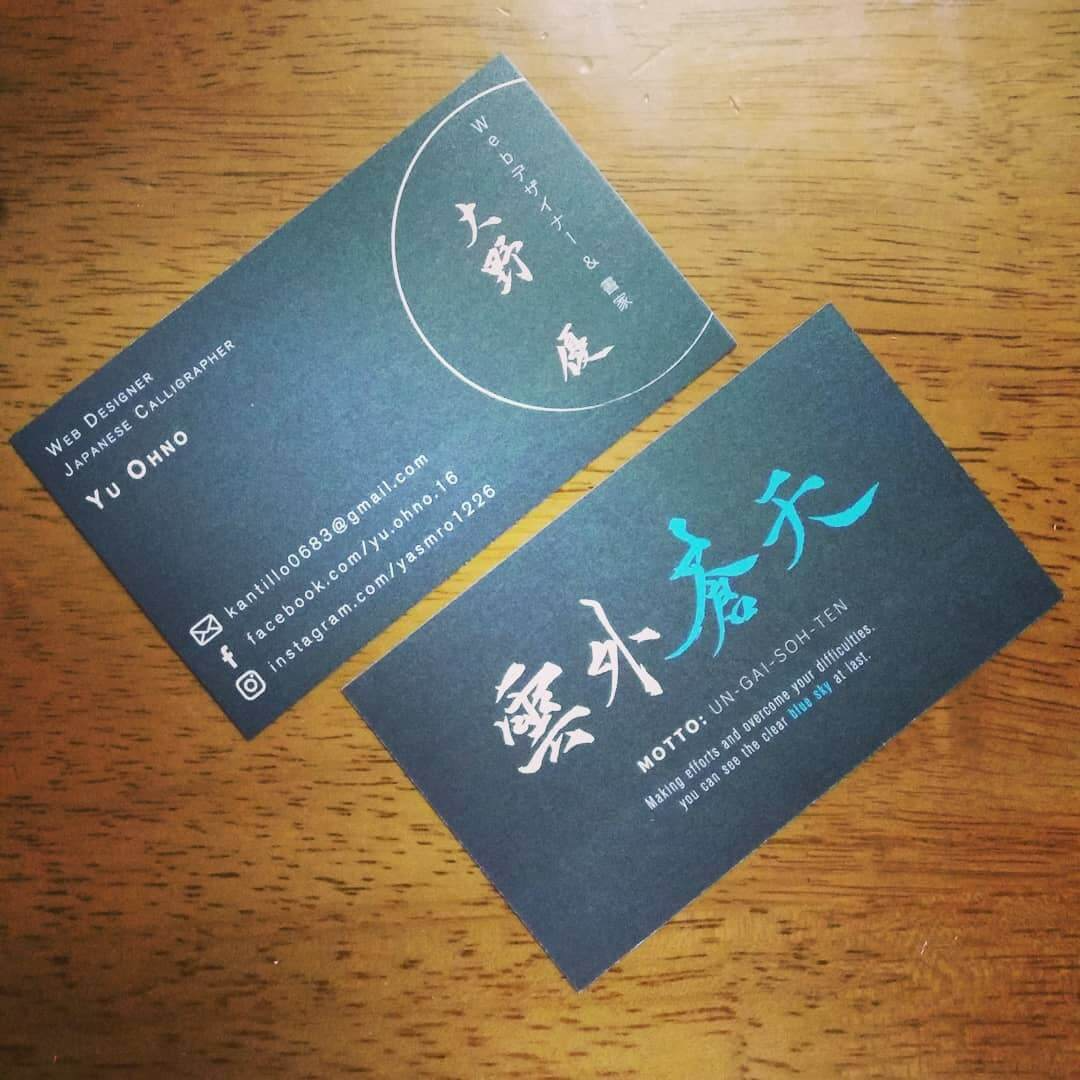 Webデザイナー & 書家
大野 優
WEB DESIGNER
JAPANESE CALLIGRAPHER
YU OHNO
kantillo0683@gmail.com
facebook.com/yu.ohno.16
instagram.com/yasmro1226
雲外蒼天
MOTTO: UN-GAI-SOH-TEN
Making efforts and overcome your difficulties.
you can see the clear blue sky at last.